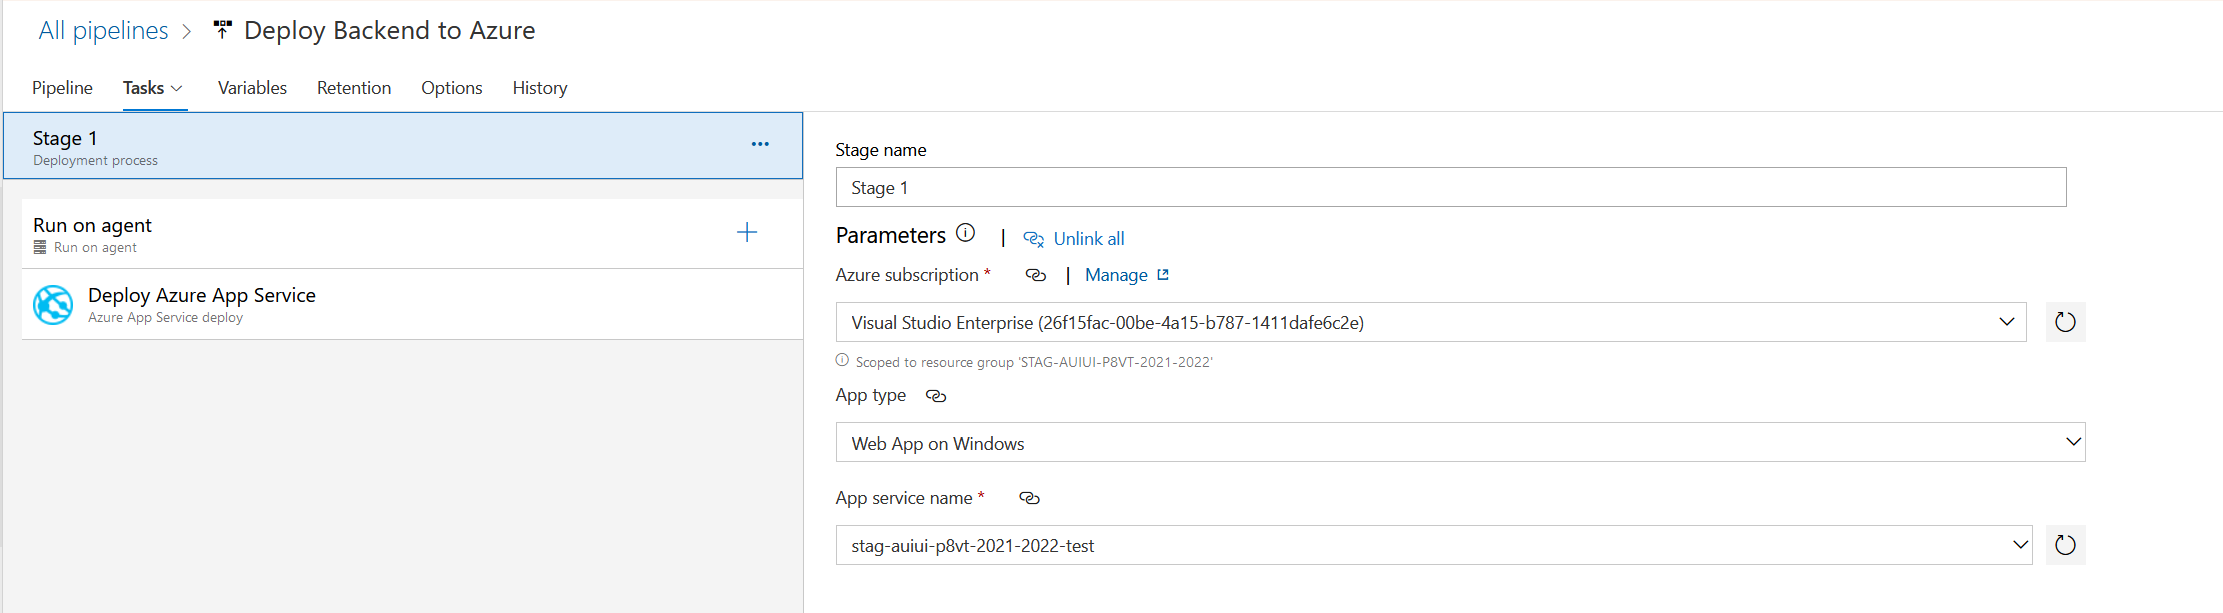 All pipelines > Deploy Backend to Azure
Pipeline Tasks Variables Retention Options History
Stage 1
Deployment process
Run on agent
Run on agent
Deploy Azure App Service
Azure App Service deploy
Stage name
Stage 1
Parameters | Unlink all
Azure subscription * | Manage
Visual Studio Enterprise (26f15fac-00be-4a15-b787-1411dafe6c2e)
Scoped to resource group 'STAG-AUIUI-P8VT-2021-2022'
App type
Web App on Windows
App service name *
stag-auiui-p8vt-2021-2022-test